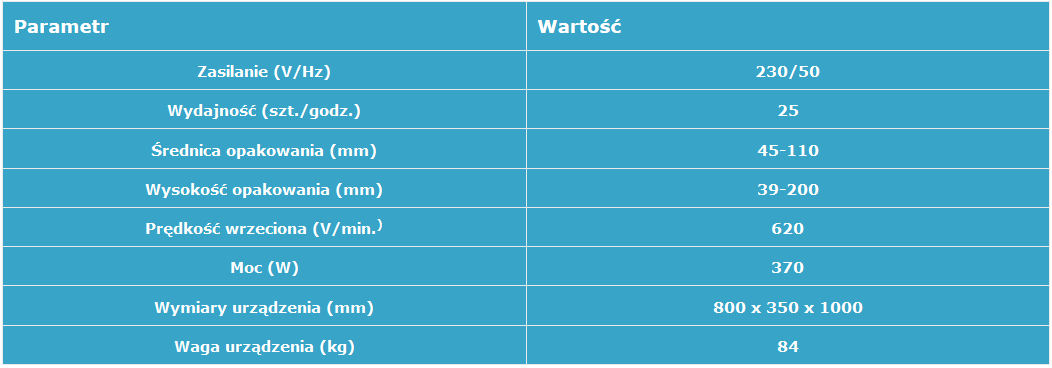 Parametr Wartość
Zasilanie (V/Hz) 230/50
Wydajność (szt./godz.) 25
Średnica opakowania (mm) 45-110
Wysokość opakowania (mm) 39-200
Prędkość wrzeciona (V/min.) 620
Moc (W) 370
Wymiary urządzenia (mm) 800 x 350 x 1000
Waga urządzenia (kg) 84